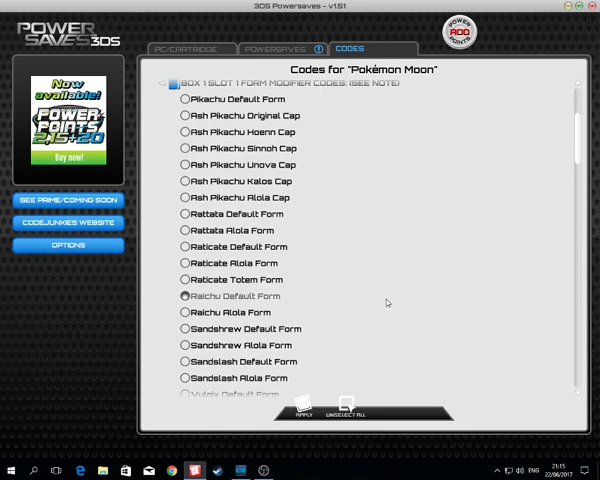 3DS Powersaves - v1.51
POWER
SAVES 3DS
PC/CARTRIDGE
POWERSAVES
CODES
POWER
ADD
POINTS
Codes for "Pokémon Moon"
BOX 1 SLOT 1 FORM MODIFIER CODES: (SEE NOTE)
Pikachu Default Form
Ash Pikachu Original Cap
Ash Pikachu Hoenn Cap
Ash Pikachu Sinnoh Cap
Ash Pikachu Unova Cap
Ash Pikachu Kalos Cap
Ash Pikachu Alola Cap
Rattata Default Form
Rattata Alola Form
Raticate Default Form
Raticate Alola Form
Raticate Totem Form
Raichu Default Form
Raichu Alola Form
Sandshrew Default Form
Sandshrew Alola Form
Sandslash Default Form
Sandslash Alola Form
Vulpix Default Form
Now
available!
POWER
POINTS
Buy now!
SEE PRIME/COMING SOON
CODEJUNKIES WEBSITE
OPTIONS
APPLY
UNSELECT ALL
ENG
21:15
22/06/2017